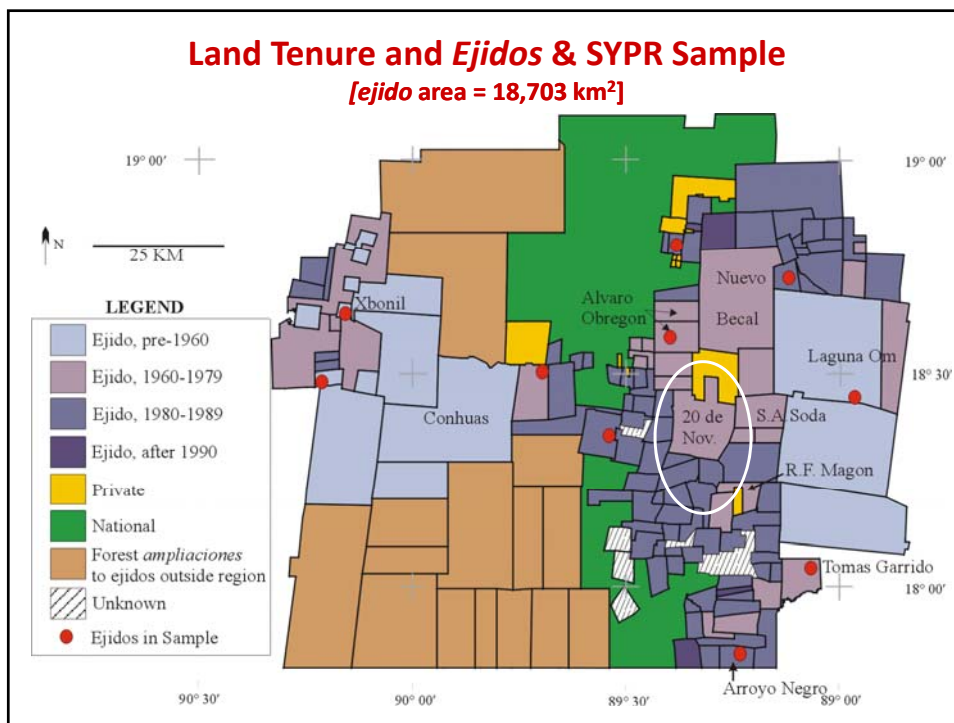 Land Tenure and Ejidos & SYPR Sample
[ejido area = 18,703 km²]
19° 00’
19° 00’
N
25 KM
Xbonil
Nuevo
Becal
Alvaro
Obregon
Laguna Om
18° 30’
Conhuas
20 de
Nov.
S.A. Soda
R.F. Magon
Tomas Garrido
18° 00’
Arroyo Negro
90° 30’
90° 00’
89° 30’
89° 00’
LEGEND
Ejido, pre-1960
Ejido, 1960-1979
Ejido, 1980-1989
Ejido, after 1990
Private
National
Forest ampliaciones
to ejidos outside region
Unknown
Ejidos in Sample